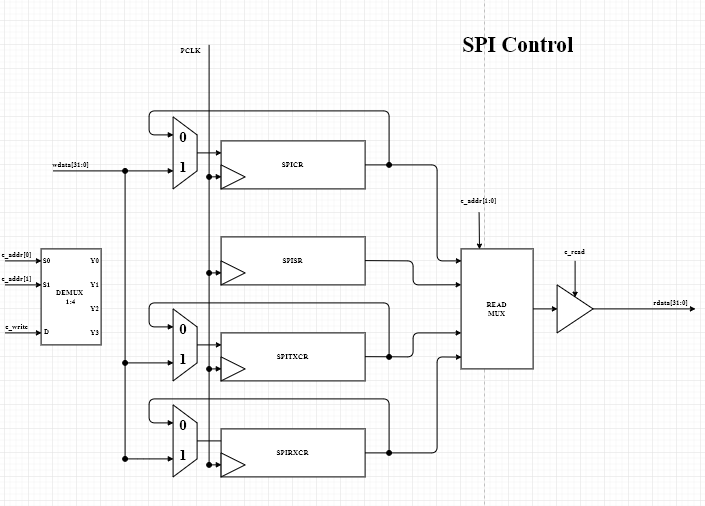 SPI Control
PCLK
0
1
wdata[31:0]
SPICR
c_addr[1:0]
SPISR
c_addr[0]
c_addr[1]
c_write
S0
S1
D
DEMUX
1:4
Y0
Y1
Y2
Y3
c_read
READ
MUX
rdata[31:0]
0
1
SPITXCR
0
1
SPIRXCR